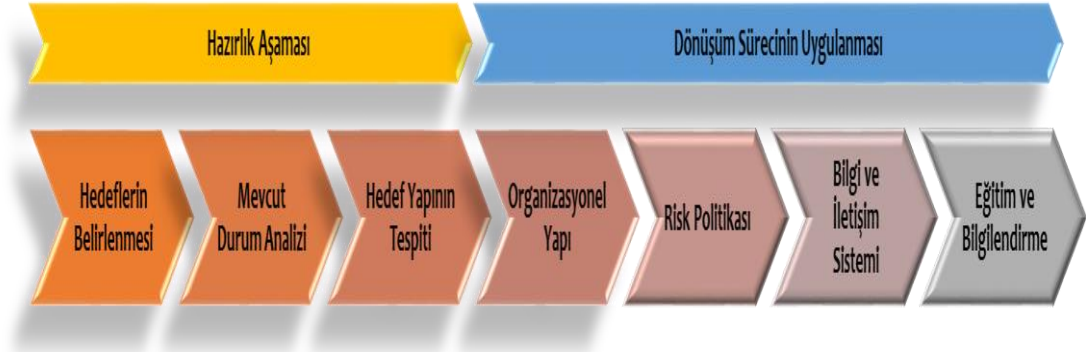 Hazırlık Aşaması
Dönüşüm Sürecinin Uygulanması
Hedeflerin
Belirlenmesi
Mevcut
Durum Analizi
Hedef Yapının
Tespiti
Organizasyonel
Yapı
Risk Politikası
Bilgi ve
İletişim
Sistemi
Eğitim ve
Bilgilendirme